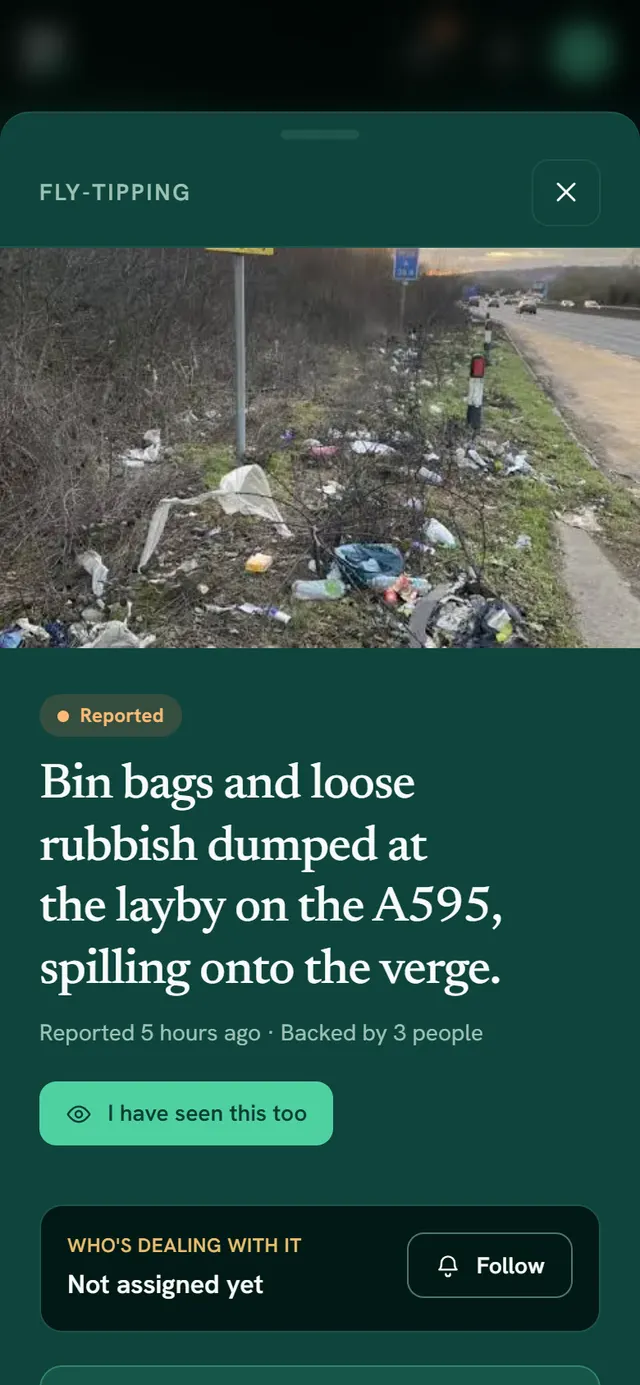 FLY-TIPPING
Reported
Bin bags and loose
rubbish dumped at
the layby on the A595,
spilling onto the verge.
Reported 5 hours ago · Backed by 3 people
I have seen this too
WHO'S DEALING WITH IT
Not assigned yet
Follow